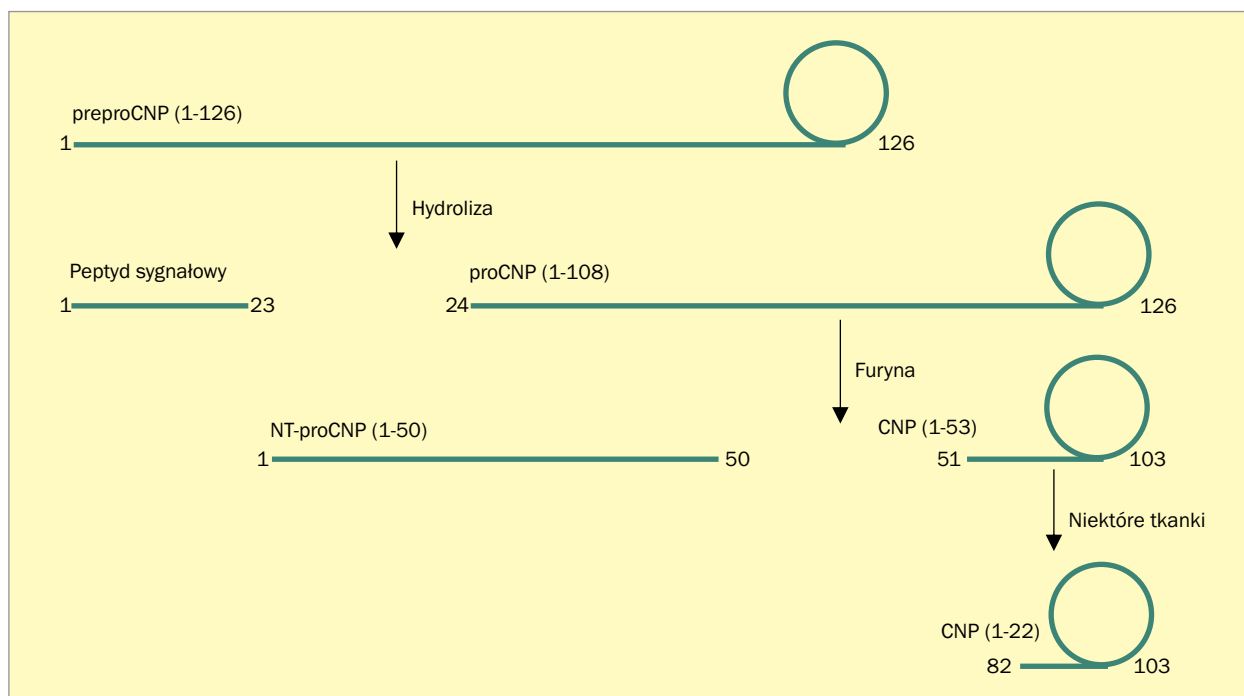 preproCNP (1-126)
1
126
Hydroliza
Peptyd sygnałowy
proCNP (1-108)
1
23
24
126
Furyna
NT-proCNP (1-50)
CNP (1-53)
1
50
51
103
Niektóre tkanki
CNP (1-22)
82
103